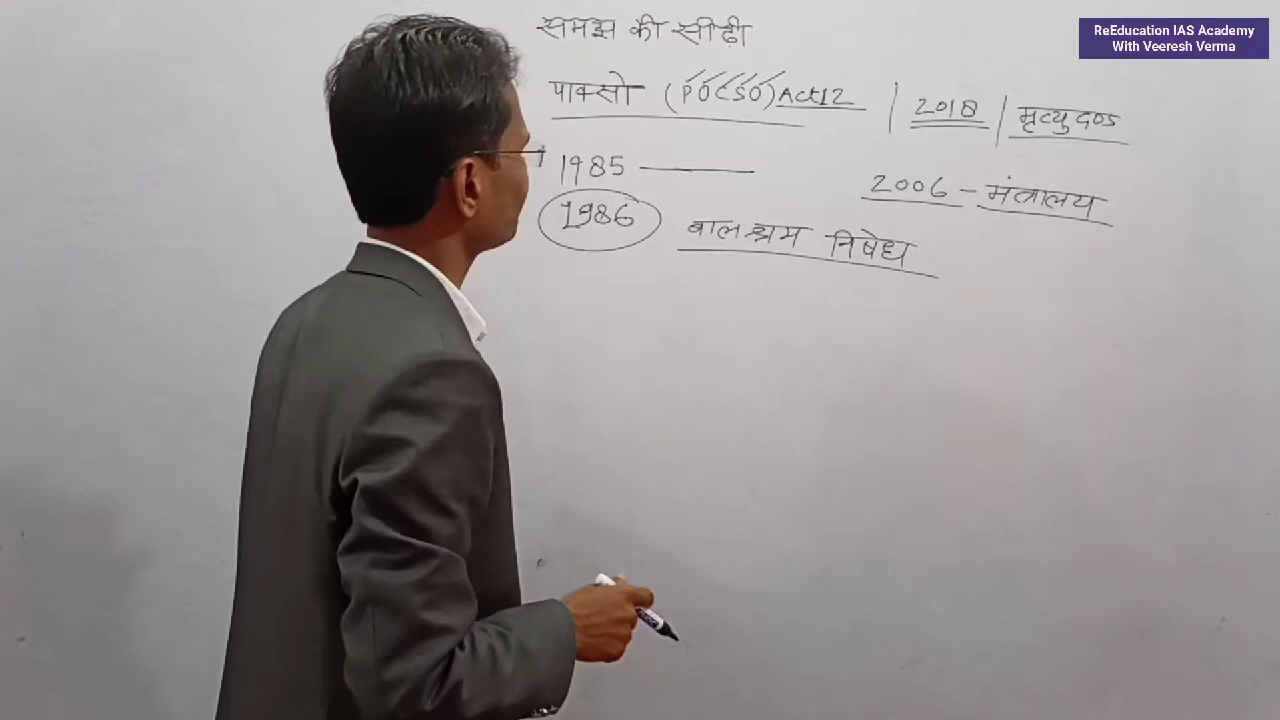 समझ की सीढी
ReEducation IAS Academy
With Veeresh Verma
पाक्सो (POCSO) Act12 | 2018 | मृत्युदण्ड
1985 ———
2006 - मंत्रालय
1986 बालश्रम निषेध